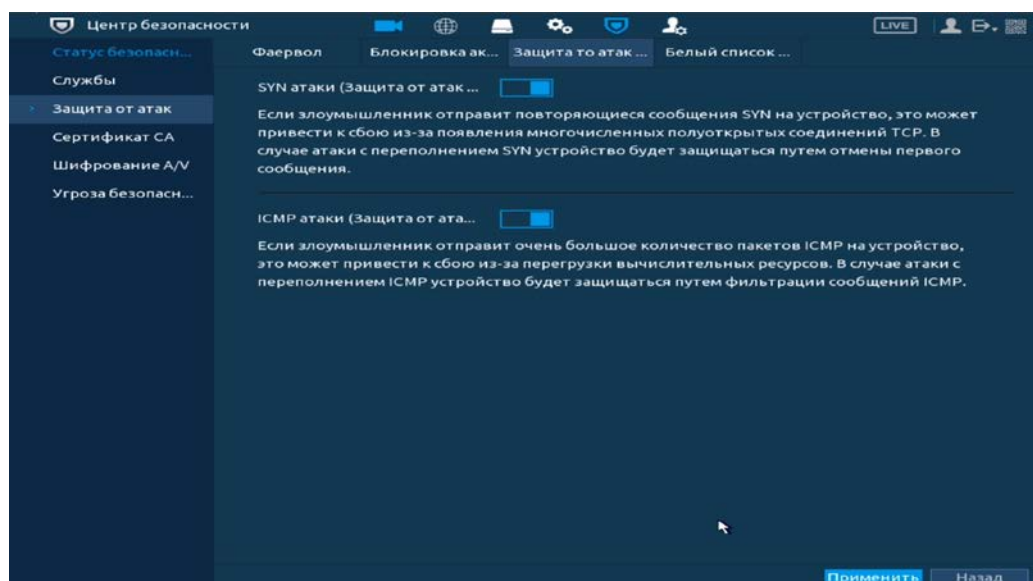 Центр безопасности
LIVE
Статус безопасн...
Службы
Защита от атак
Сертификат CA
Шифрование A/V
Угроза безопасн...
Фаервол
Блокировка ак...
Защита то атак ...
Белый список ...
SYN атаки (Защита от атак ...
Если злоумышленник отправит повторяющиеся сообщения SYN на устройство, это может
привести к сбою из-за появления многочисленных полуоткрытых соединений TCP. В
случае атаки с переполнением SYN устройство будет защищаться путем отмены первого
сообщения.
ICMP атаки (Защита от ата...
Если злоумышленник отправит очень большое количество пакетов ICMP на устройство,
это может привести к сбою из-за перегрузки вычислительных ресурсов. В случае атаки с
переполнением ICMP устройство будет защищаться путем фильтрации сообщений ICMP.
Применить
Назад